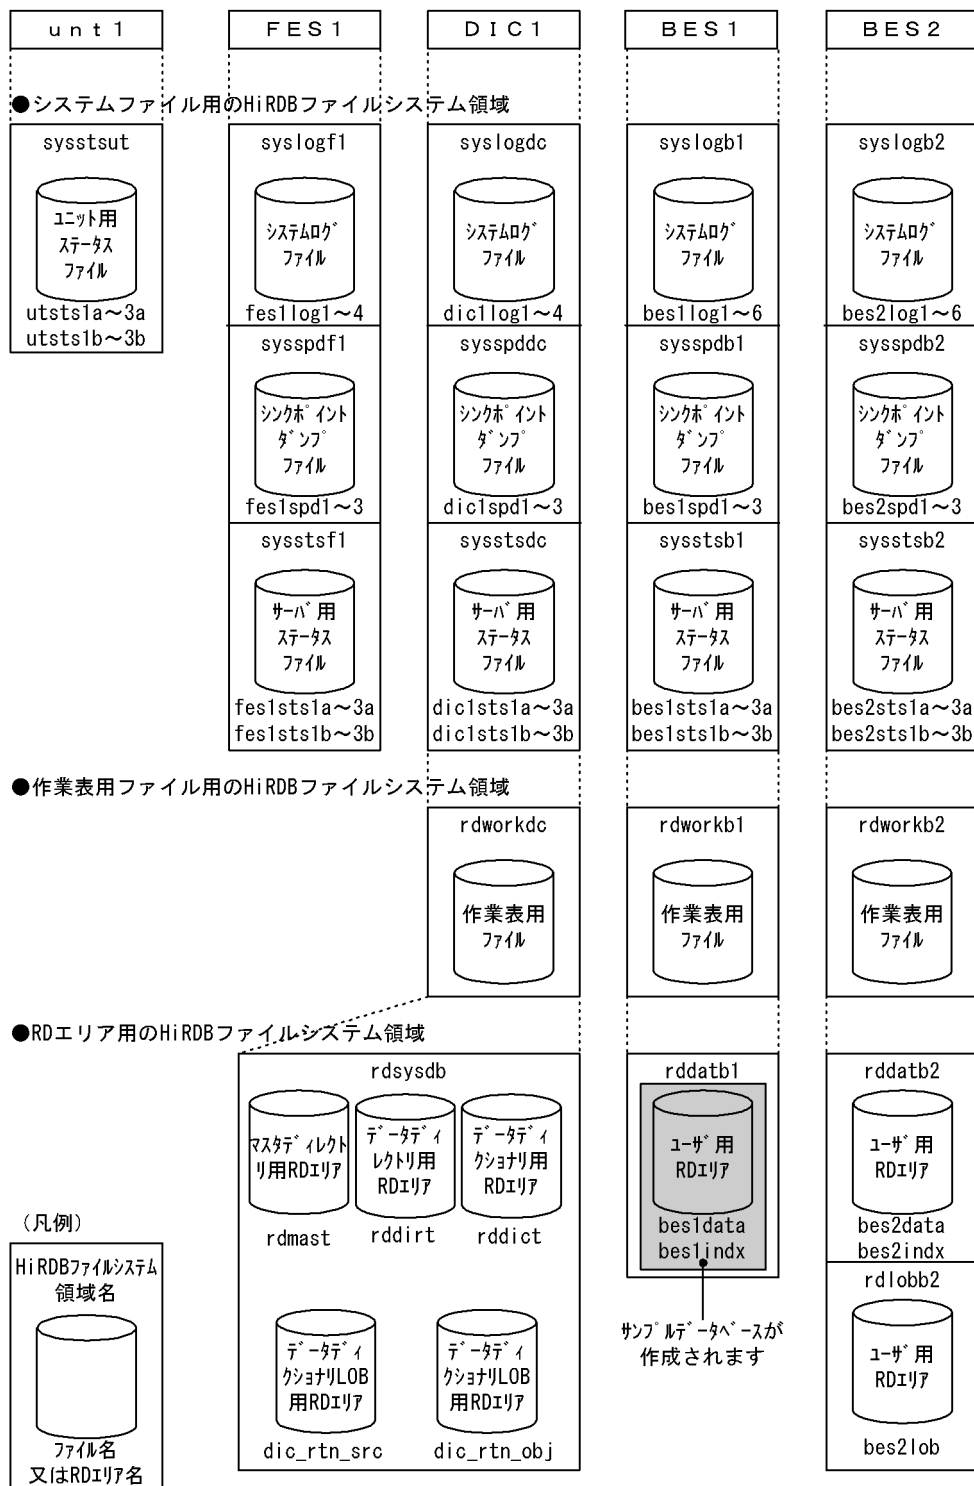 ｕｎｔ１
ＦＥＳ１
ＤＩＣ１
ＢＥＳ１
ＢＥＳ２
●システムファイル用のHiRDBファイルシステム領域
sysstsut
syslogf1
syslogdc
syslogb1
syslogb2
ﾕﾆｯﾄ用
ｽﾃｰﾀｽ
ﾌｧｲﾙ
ｼｽﾃﾑﾛｸﾞ
ﾌｧｲﾙ
ｼｽﾃﾑﾛｸﾞ
ﾌｧｲﾙ
ｼｽﾃﾑﾛｸﾞ
ﾌｧｲﾙ
ｼｽﾃﾑﾛｸﾞ
ﾌｧｲﾙ
utsts1a～3a
utsts1b～3b
fes1log1～4
dic1log1～4
bes1log1～6
bes2log1～6
sysspdf1
sysspddc
sysspdb1
sysspdb2
ｼﾝｸﾎﾟｲﾝﾄ
ﾀﾞﾝﾌﾟ
ﾌｧｲﾙ
ｼﾝｸﾎﾟｲﾝﾄ
ﾀﾞﾝﾌﾟ
ﾌｧｲﾙ
ｼﾝｸﾎﾟｲﾝﾄ
ﾀﾞﾝﾌﾟ
ﾌｧｲﾙ
ｼﾝｸﾎﾟｲﾝﾄ
ﾀﾞﾝﾌﾟ
ﾌｧｲﾙ
fes1spd1～3
dic1spd1～3
bes1spd1～3
bes2spd1～3
sysstsf1
sysstsdc
sysstsb1
sysstsb2
ｻｰﾊﾞ用
ｽﾃｰﾀｽ
ﾌｧｲﾙ
ｻｰﾊﾞ用
ｽﾃｰﾀｽ
ﾌｧｲﾙ
ｻｰﾊﾞ用
ｽﾃｰﾀｽ
ﾌｧｲﾙ
ｻｰﾊﾞ用
ｽﾃｰﾀｽ
ﾌｧｲﾙ
fes1sts1a～3a
fes1sts1b～3b
dic1sts1a～3a
dic1sts1b～3b
bes1sts1a～3a
bes1sts1b～3b
bes2sts1a～3a
bes2sts1b～3b
●作業表用ファイル用のHiRDBファイルシステム領域
rdworkdc
rdworkb1
rdworkb2
作業表用
ﾌｧｲﾙ
作業表用
ﾌｧｲﾙ
作業表用
ﾌｧｲﾙ
●RDエリア用のHiRDBファイルシステム領域
rdsysdb
rddatb1
rddatb2
ﾏｽﾀﾃﾞｨﾚｸﾄ
ﾘ用RDｴﾘｱ
ﾃﾞｰﾀﾃﾞｨ
ﾚｸﾄﾘ用
RDｴﾘｱ
ﾃﾞｰﾀﾃﾞｨ
ｸｼｮﾅﾘ用
RDｴﾘｱ
ﾕｰｻﾞ用
RDｴﾘｱ
ﾕｰｻﾞ用
RDｴﾘｱ
rdmast
rddirt
rddict
bes1data
bes1indx
bes2data
bes2indx
rdlobb2
ﾃﾞｰﾀﾃﾞｨ
ｸｼｮﾅﾘLOB
用RDｴﾘｱ
ﾃﾞｰﾀﾃﾞｨ
ｸｼｮﾅﾘLOB
用RDｴﾘｱ
ｻﾝﾌﾟﾙﾃﾞｰﾀﾍﾞｰｽが
作成されます
ﾕｰｻﾞ用
RDｴﾘｱ
dic_rtn_src
dic_rtn_obj
bes2lob
（凡例）
HiRDBﾌｧｲﾙｼｽﾃﾑ
領域名
ﾌｧｲﾙ名
又はRDｴﾘｱ名